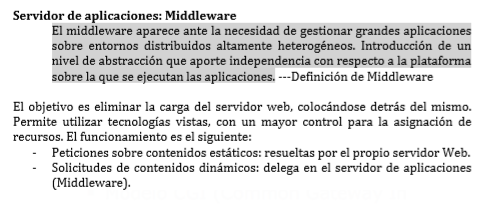 Servidor de aplicaciones: Middleware
El middleware aparece ante la necesidad de gestionar grandes aplicaciones
sobre entornos distribuidos altamente heterogéneos. Introducción de un
nivel de abstracción que aporte independencia con respecto a la plataforma
sobre la que se ejecutan las aplicaciones. ---Definición de Middleware
El objetivo es eliminar la carga del servidor web, colocándose detrás del mismo.
Permite utilizar tecnologías vistas, con un mayor control para la asignación de
recursos. El funcionamiento es el siguiente:
- Peticiones sobre contenidos estáticos: resueltas por el propio servidor Web.
- Solicitudes de contenidos dinámicos: delega en el servidor de aplicaciones
(Middleware).